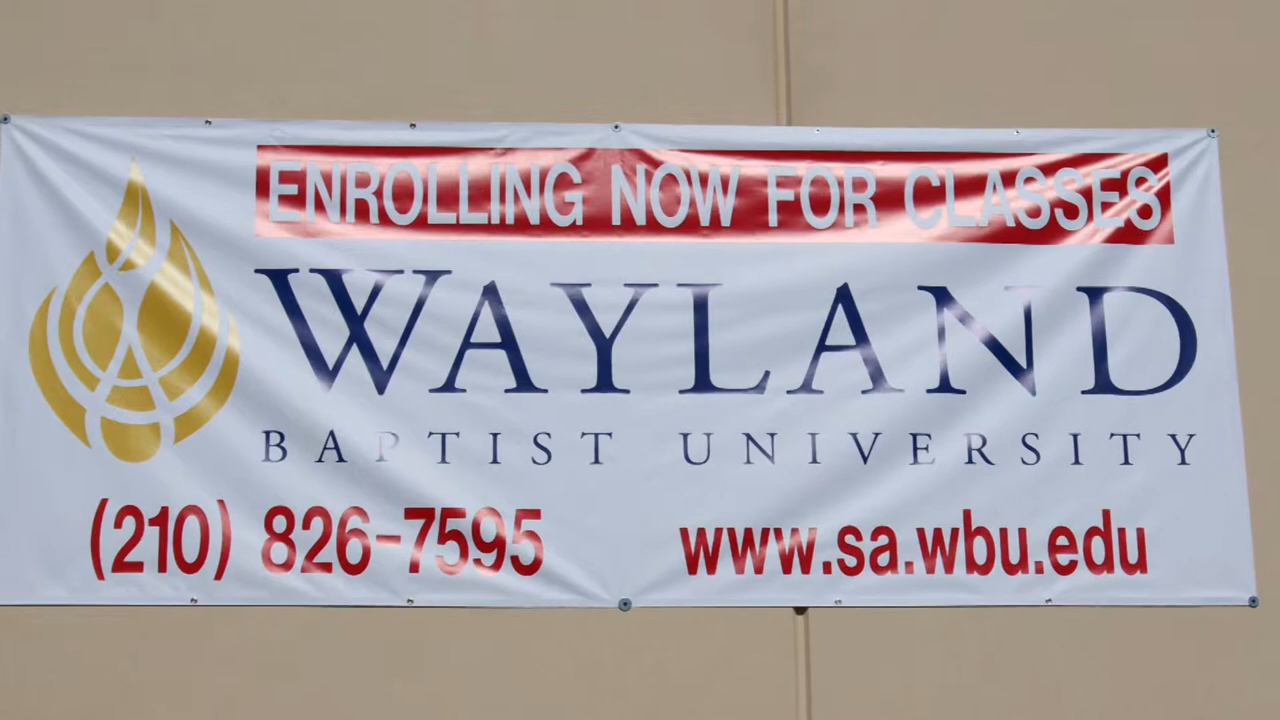 ENROLLING NOW FOR CLASSES
WAYLAND
BAPTIST UNIVERSITY
(210) 826-7595 www.sa.wbu.edu